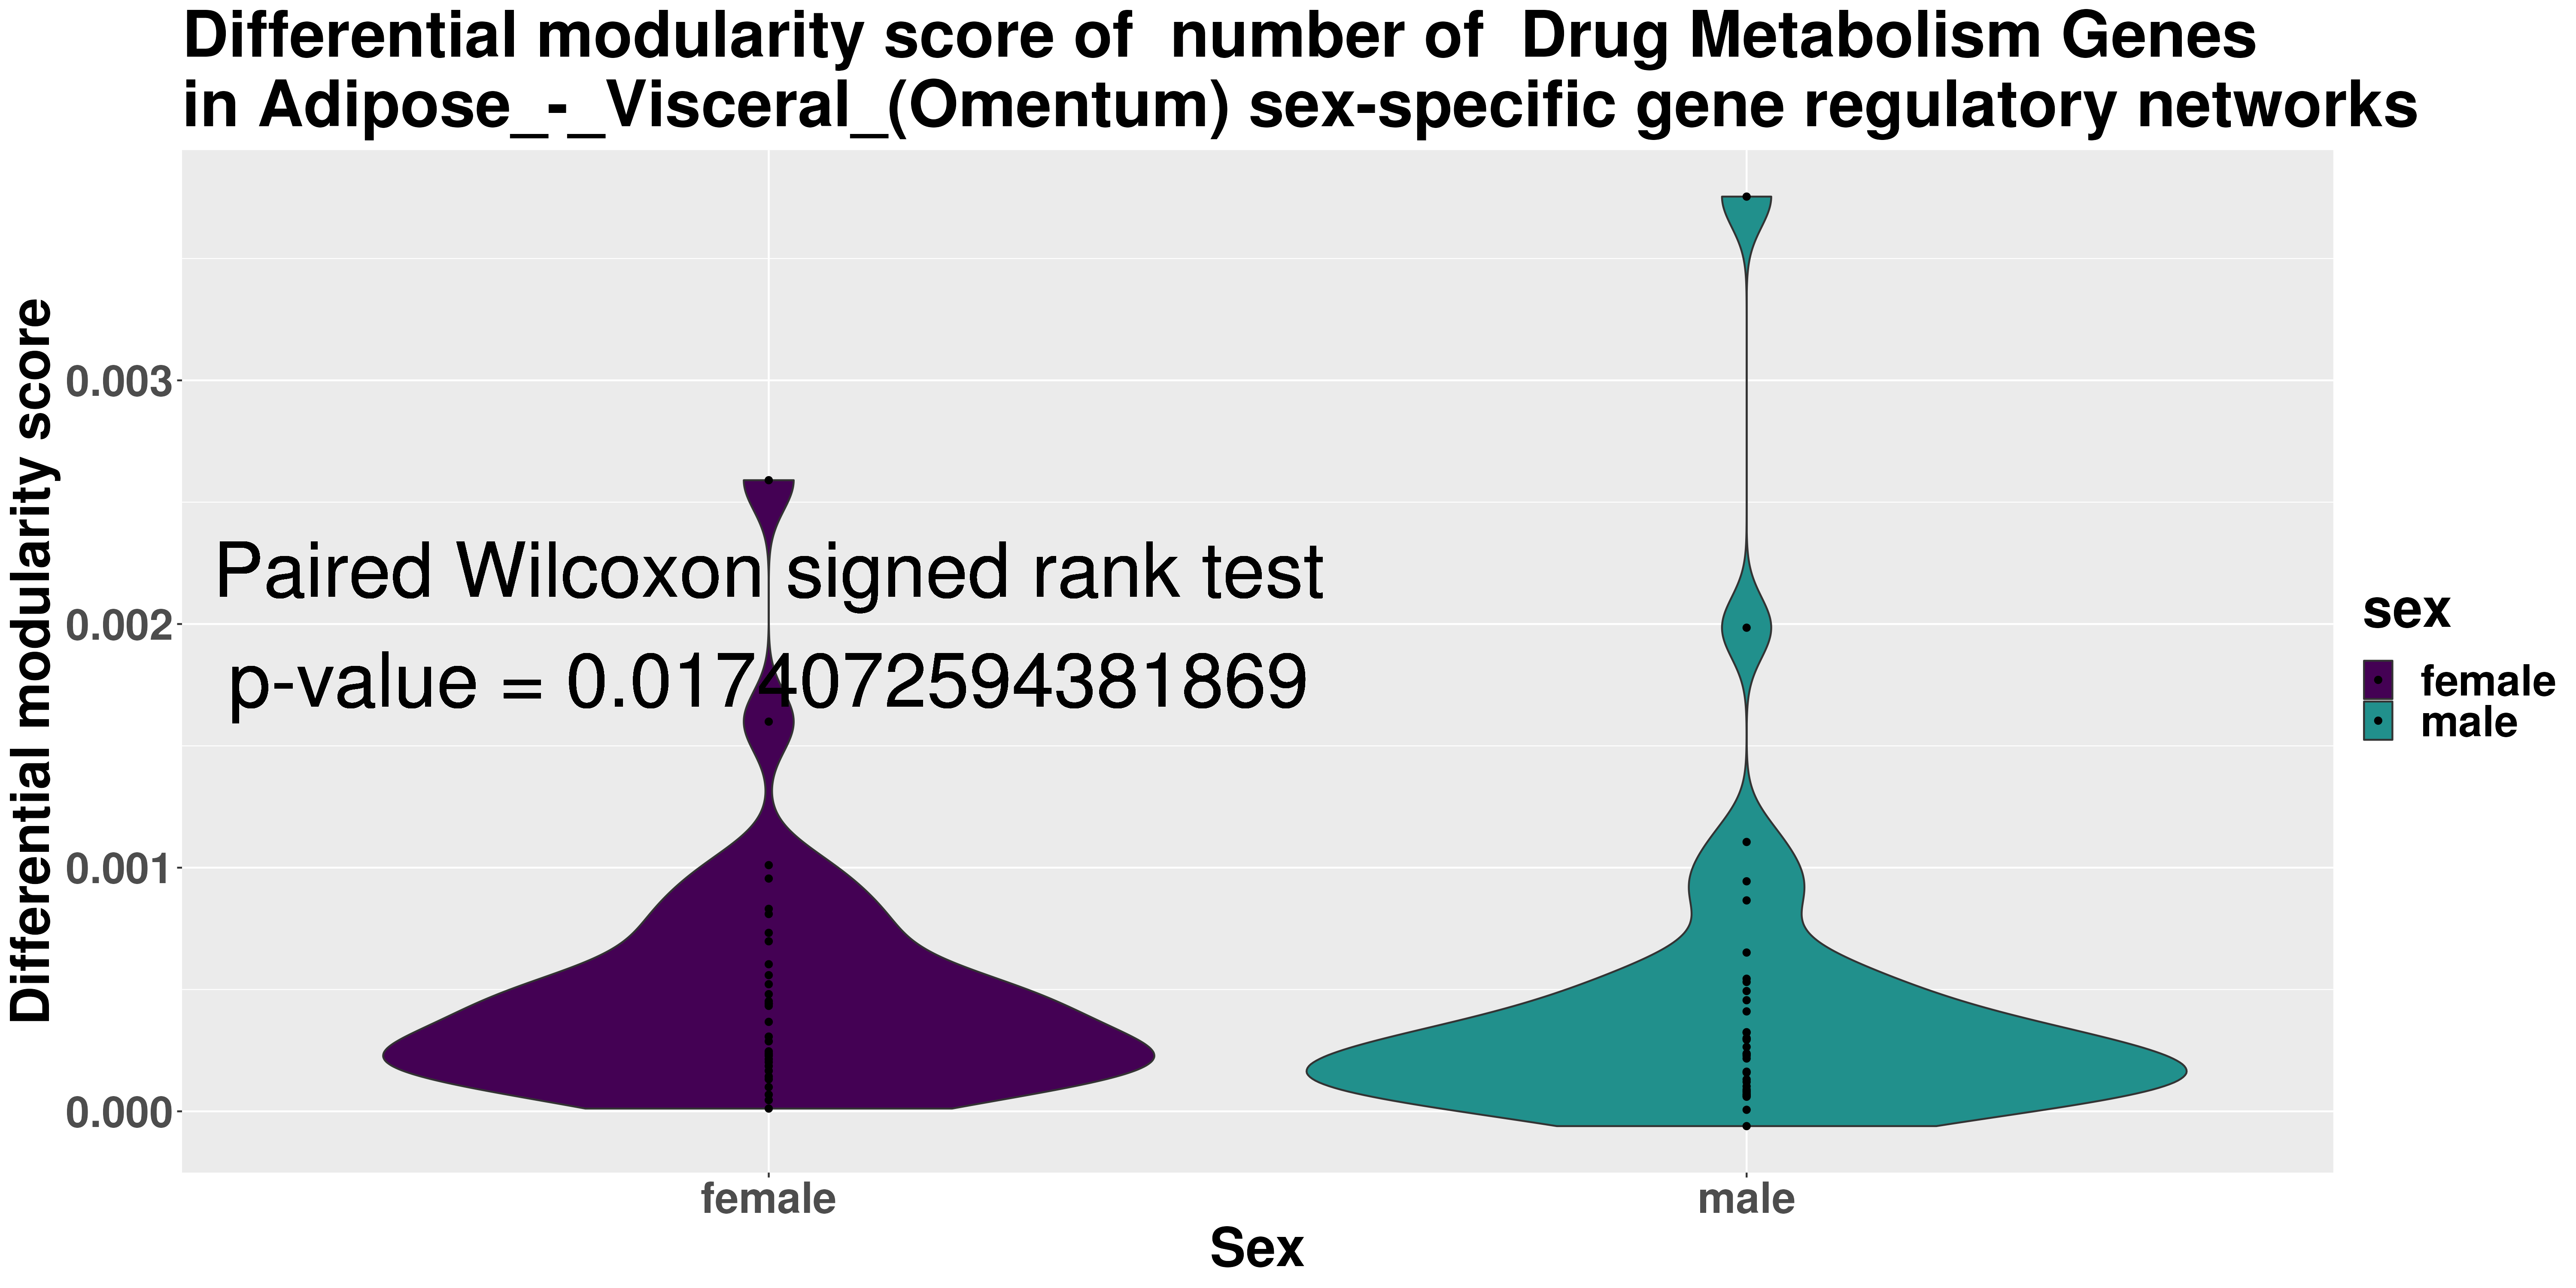 Differential modularity score of  number of  Drug Metabolism Genes
in Adipose_-_Visceral_(Omentum) sex-specific gene regulatory networks
Differential modularity score
0.003
0.002
0.001
0.000
Paired Wilcoxon signed rank test
p-value = 0.0174072594381869
female
male
Sex
sex
female
male